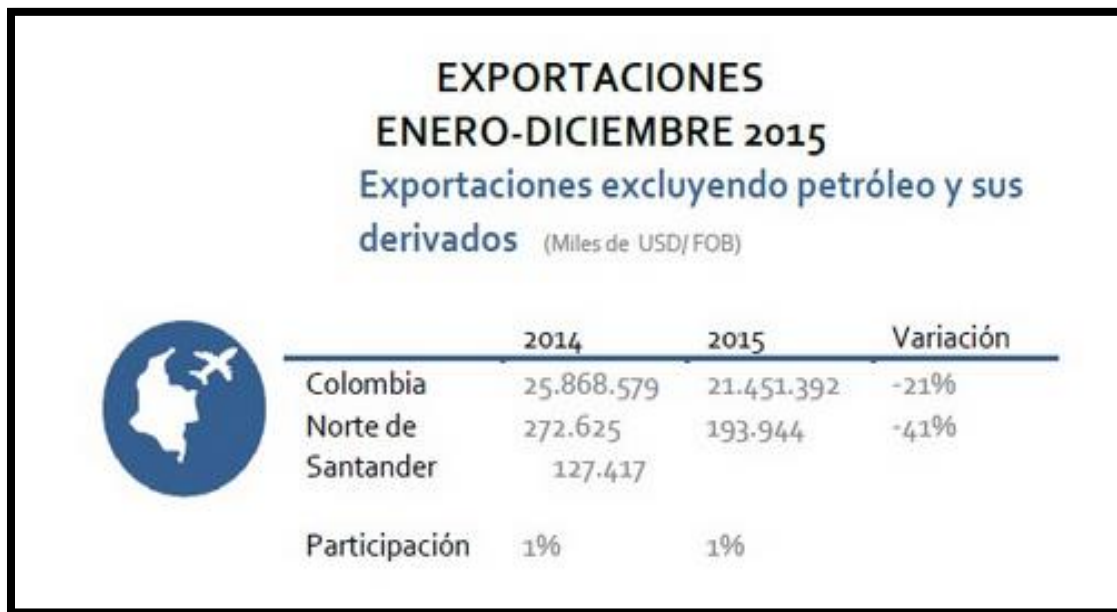 EXPORTACIONES
ENERO-DICIEMBRE 2015
Exportaciones excluyendo petróleo y sus
derivados (Miles de USD/ FOB)
2014 2015 Variación
Colombia 25.868.579 21.451.392 -21%
Norte de 272.625 193.944 -41%
Santander 127.417
Participación 1% 1%